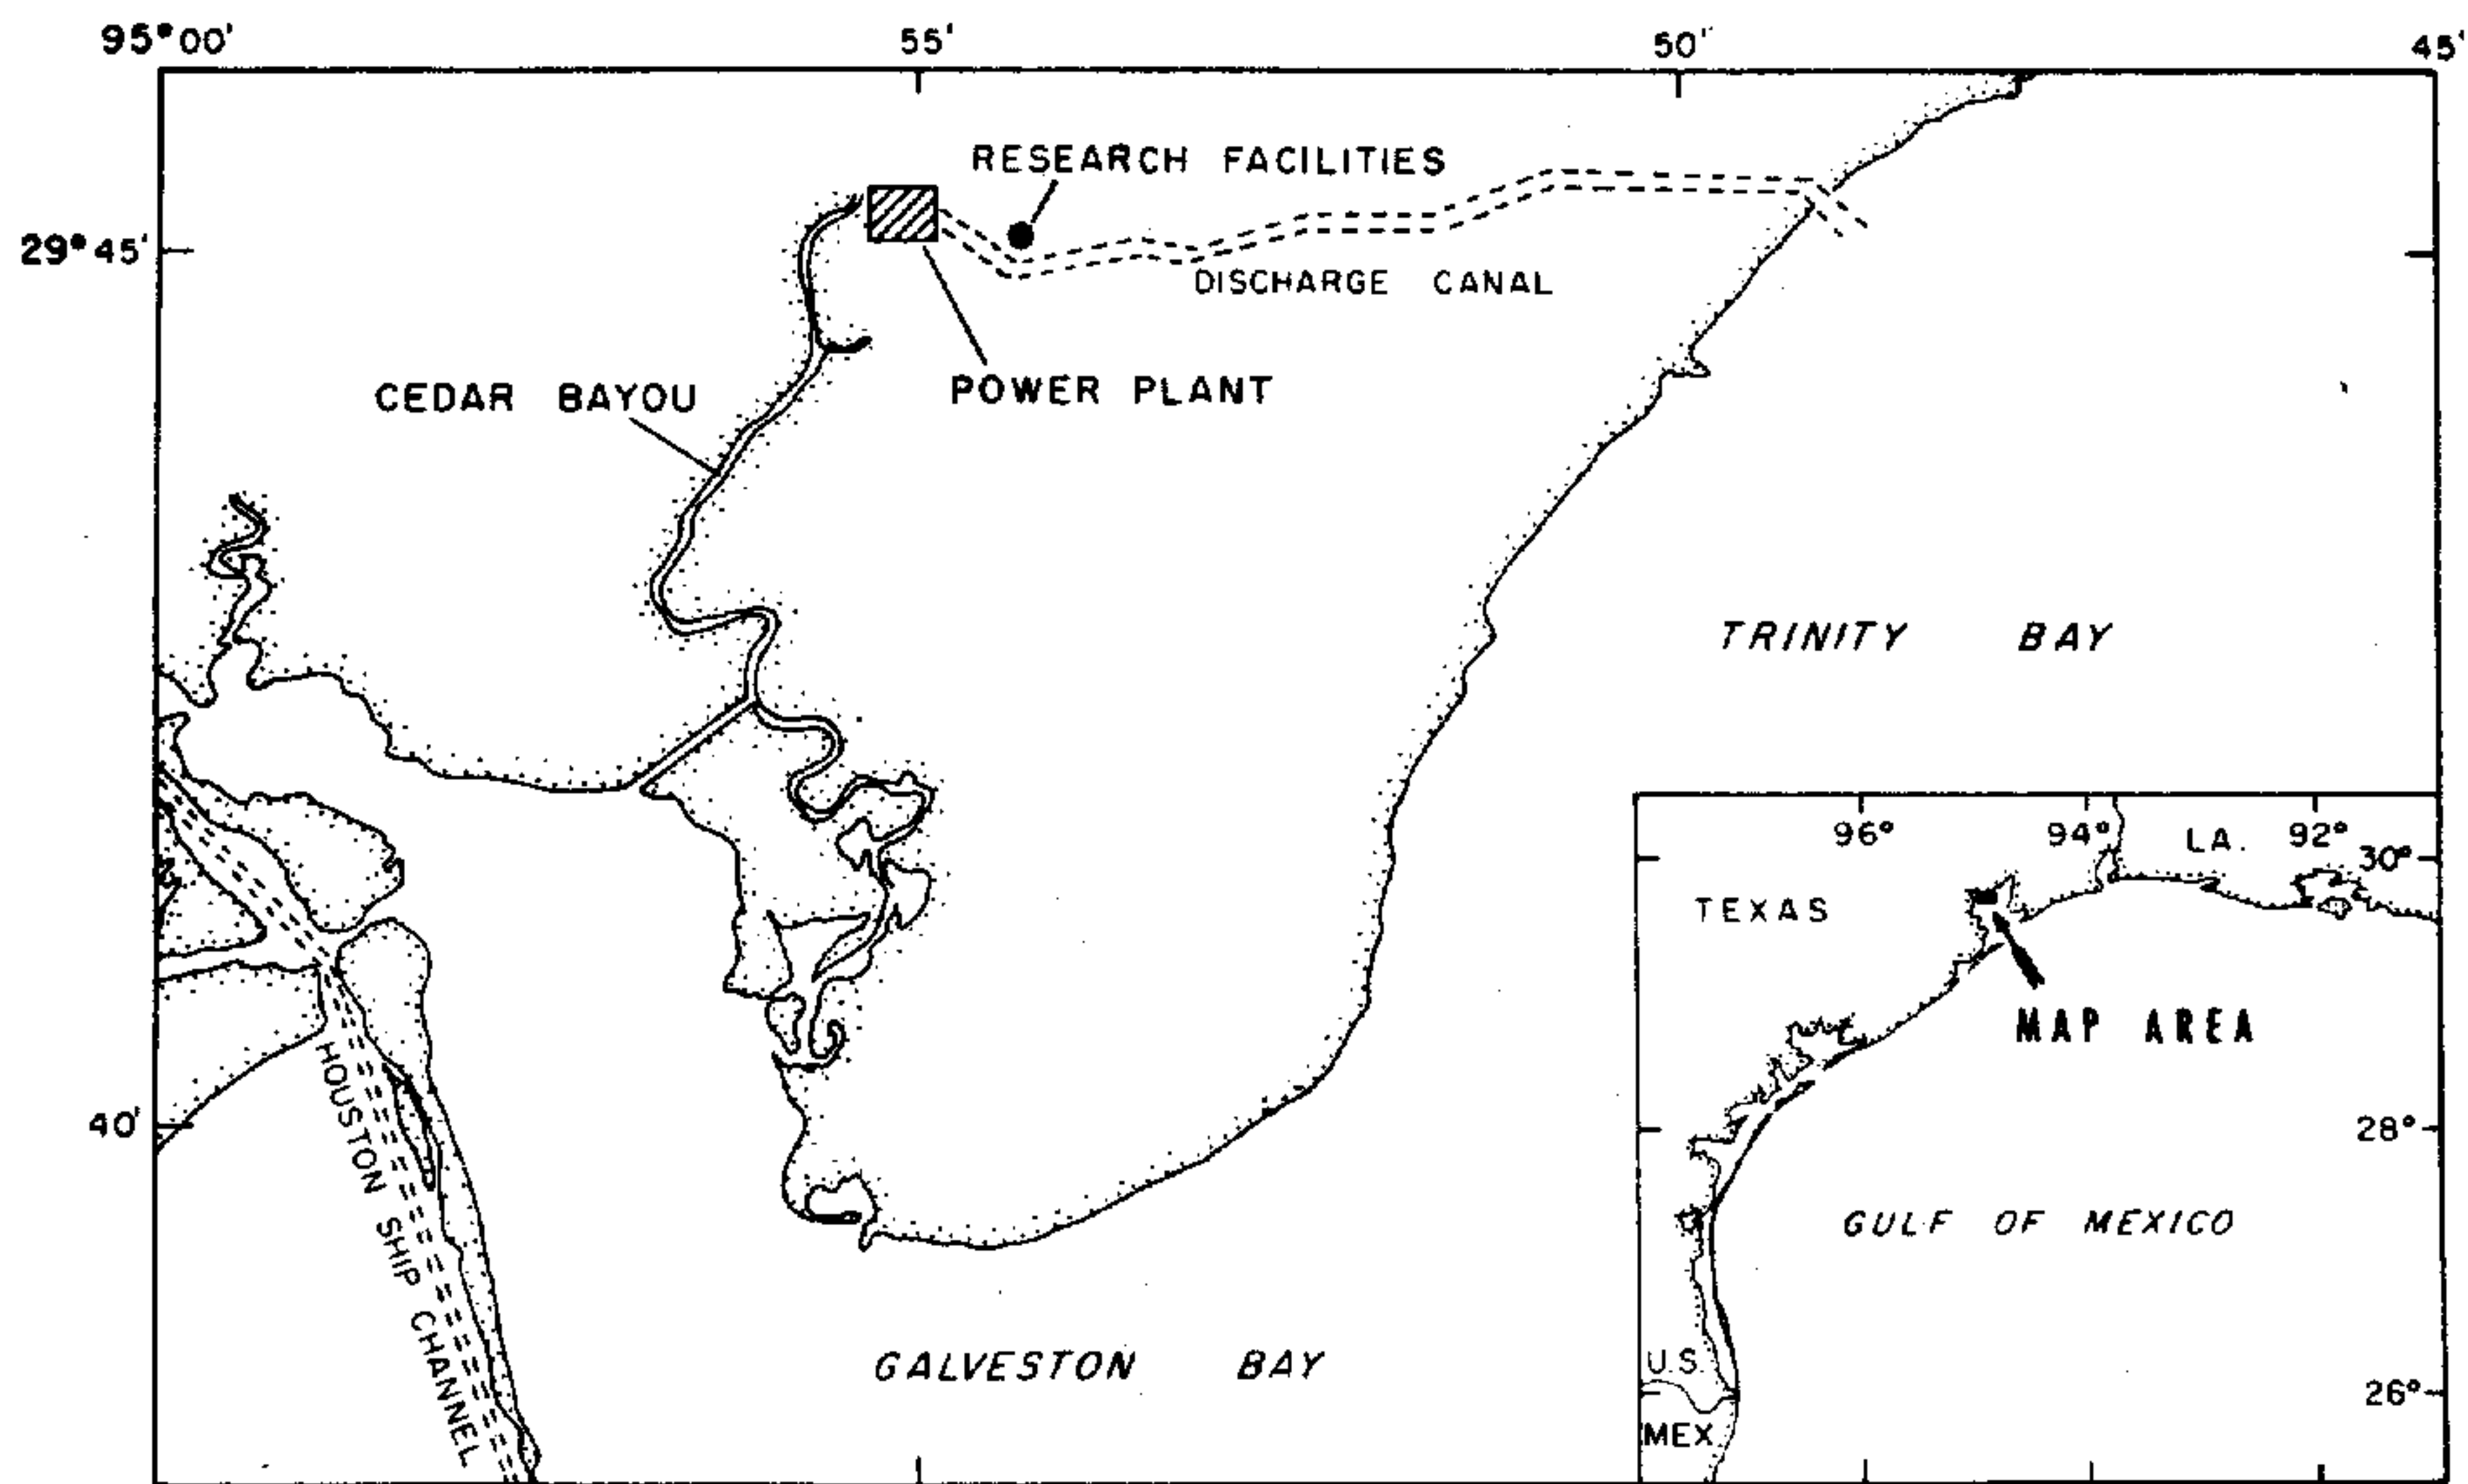 95°00' 55' 50' 45'
RESEARCH FACILITIES
29°45'
DISCHARGE CANAL
CEDAR BAYOU
POWER PLANT
TRINITY BAY
96° 94° LA. 92°
30°
TEXAS
MAP AREA
40'
28°
HOUSTON SHIP CHANNEL
GULF OF MEXICO
GALVESTON BAY
U.S.
26°
MEX